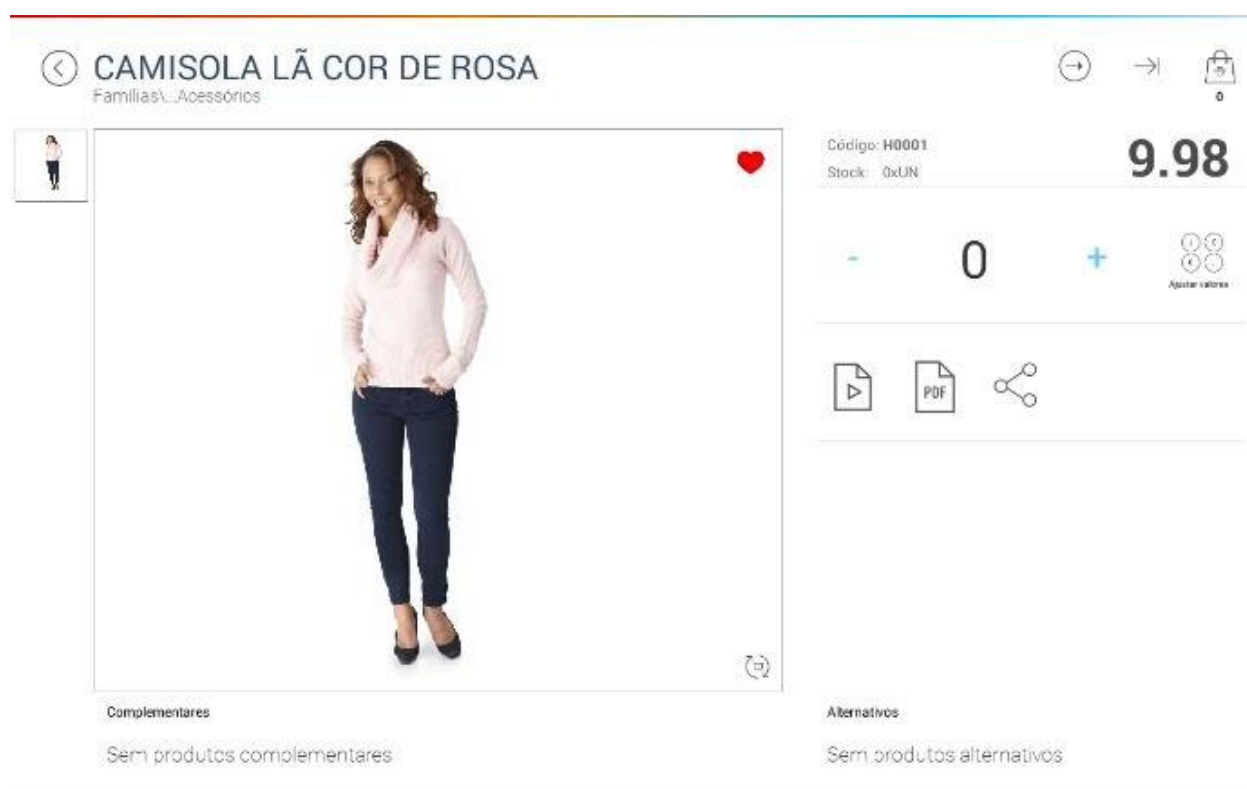 CAMISOLA LÃ COR DE ROSA
Famílias\...Acessórios
0
Código: H0001
Stock: 0xUN
9.98
- 0 +
Ajustar valores
PDF
Complementares
Sem produtos complementares
Alternativos
Sem produtos alternativos